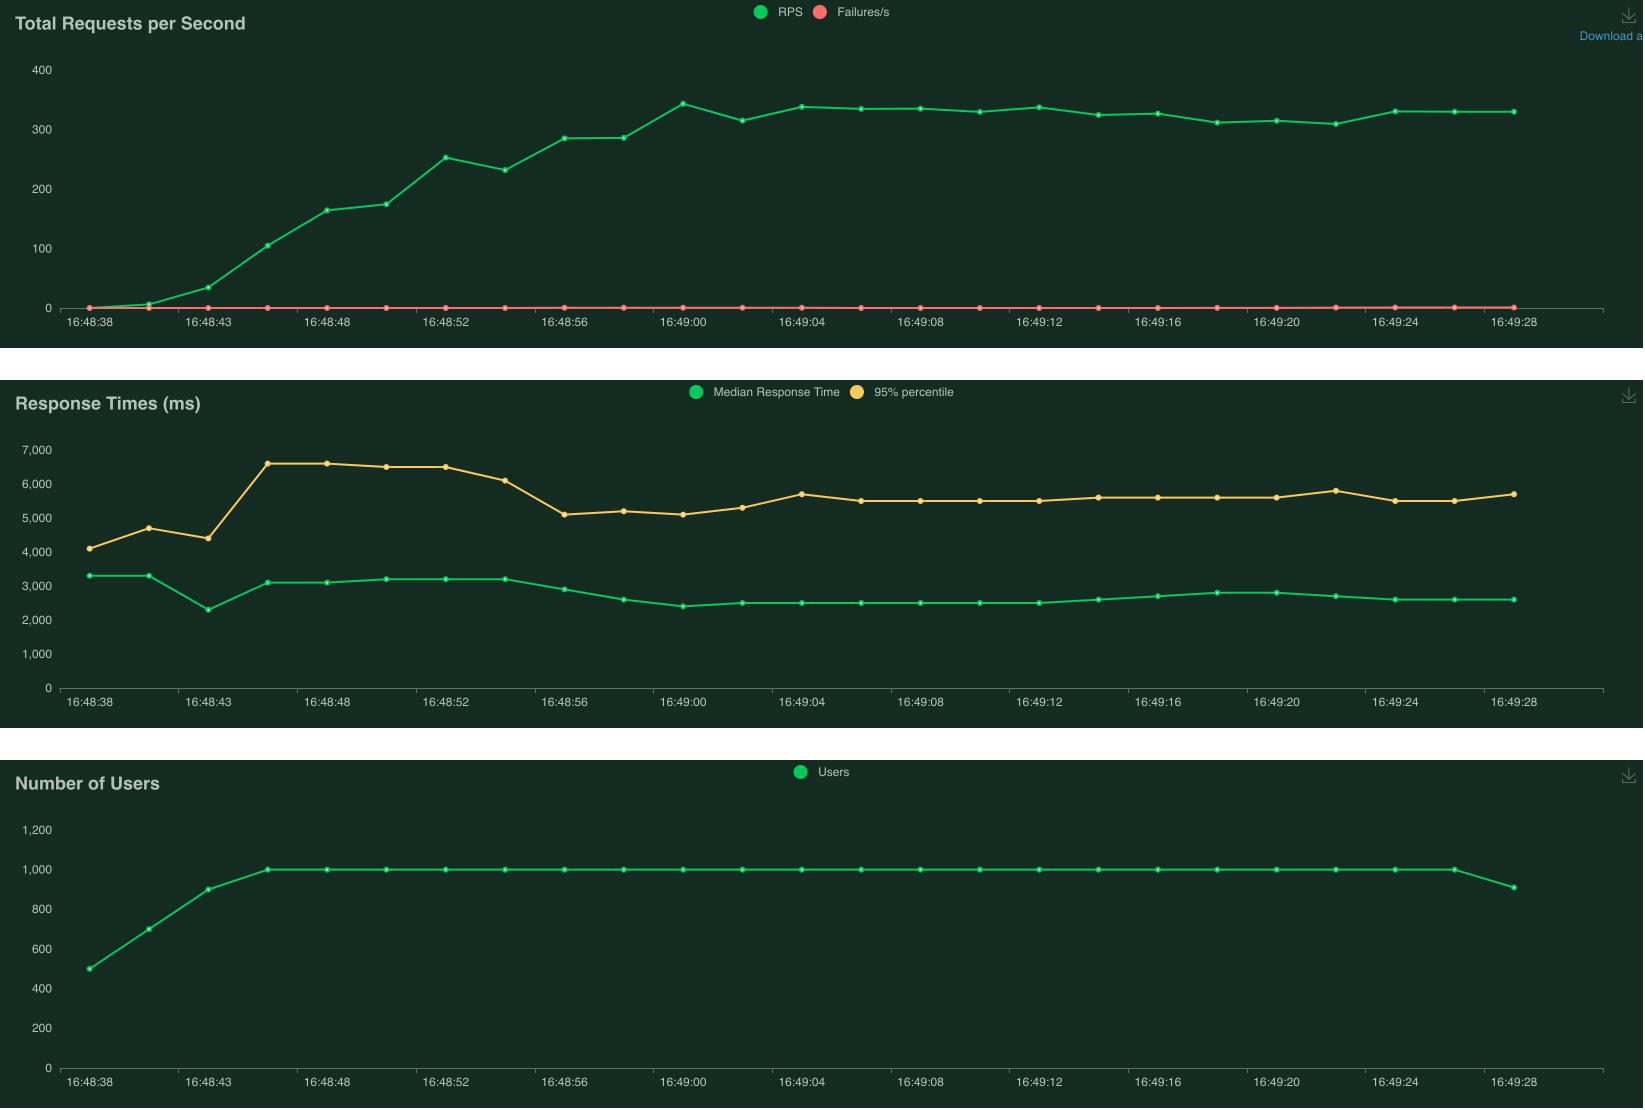 Total Requests per Second
RPS Failures/s
Download a
400
300
200
100
0
16:48:38 16:48:43 16:48:48 16:48:52 16:48:56 16:49:00 16:49:04 16:49:08 16:49:12 16:49:16 16:49:20 16:49:24 16:49:28
Response Times (ms)
Median Response Time 95% percentile
7,000
6,000
5,000
4,000
3,000
2,000
1,000
0
16:48:38 16:48:43 16:48:48 16:48:52 16:48:56 16:49:00 16:49:04 16:49:08 16:49:12 16:49:16 16:49:20 16:49:24 16:49:28
Number of Users
Users
1,200
1,000
800
600
400
200
0
16:48:38 16:48:43 16:48:48 16:48:52 16:48:56 16:49:00 16:49:04 16:49:08 16:49:12 16:49:16 16:49:20 16:49:24 16:49:28